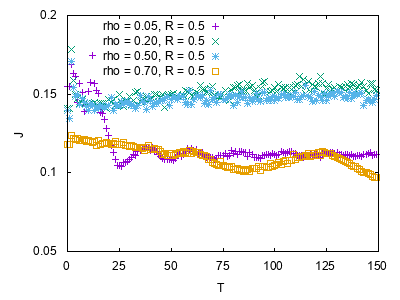 0.2
rho = 0.05, R = 0.5
rho = 0.20, R = 0.5
rho = 0.50, R = 0.5
rho = 0.70, R = 0.5
0.15
J
0.1
0.05
0 25 50 75 100 125 150
T